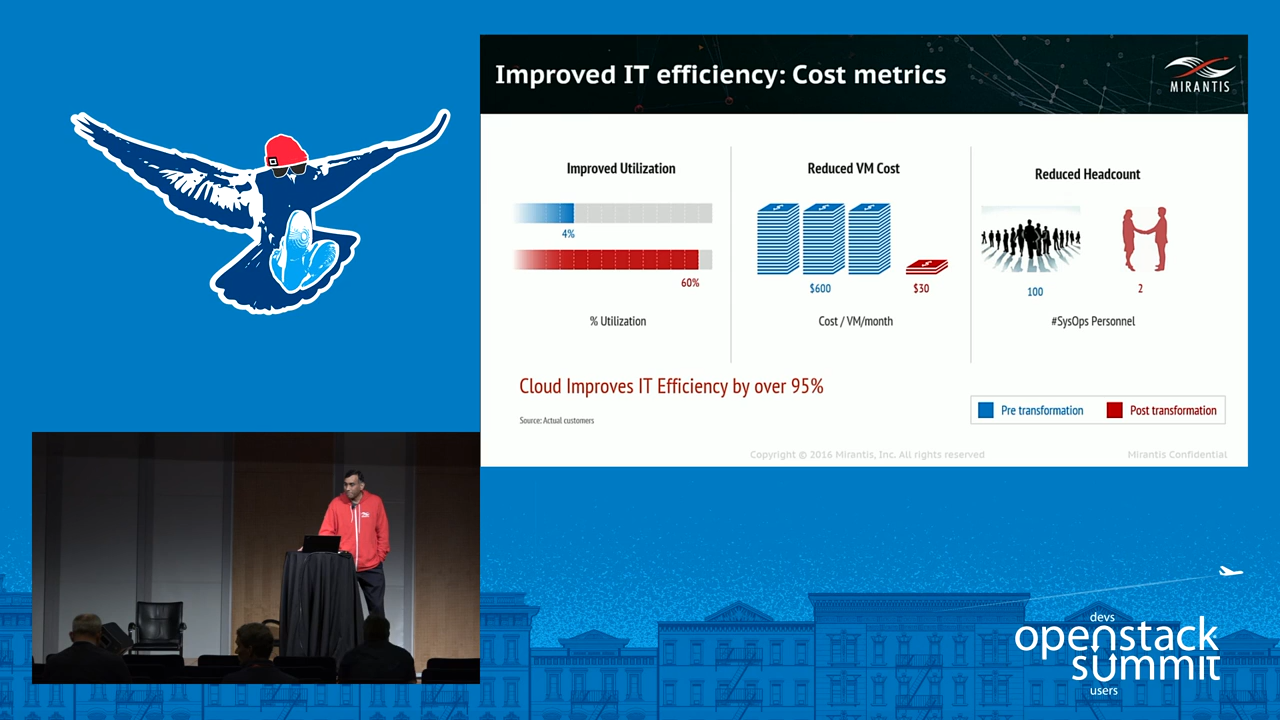 Improved IT efficiency: Cost metrics
MIRANTIS
Improved Utilization
4%
60%
% Utilization
Reduced VM Cost
$600
$30
Cost / VM/month
Reduced Headcount
100
2
#SysOps Personnel
Cloud Improves IT Efficiency by over 95%
Source: Actual customers
Pre transformation
Post transformation
Copyright © 2016 Mirantis, Inc. All rights reserved
Mirantis Confidential
devs
openstack
summit
users